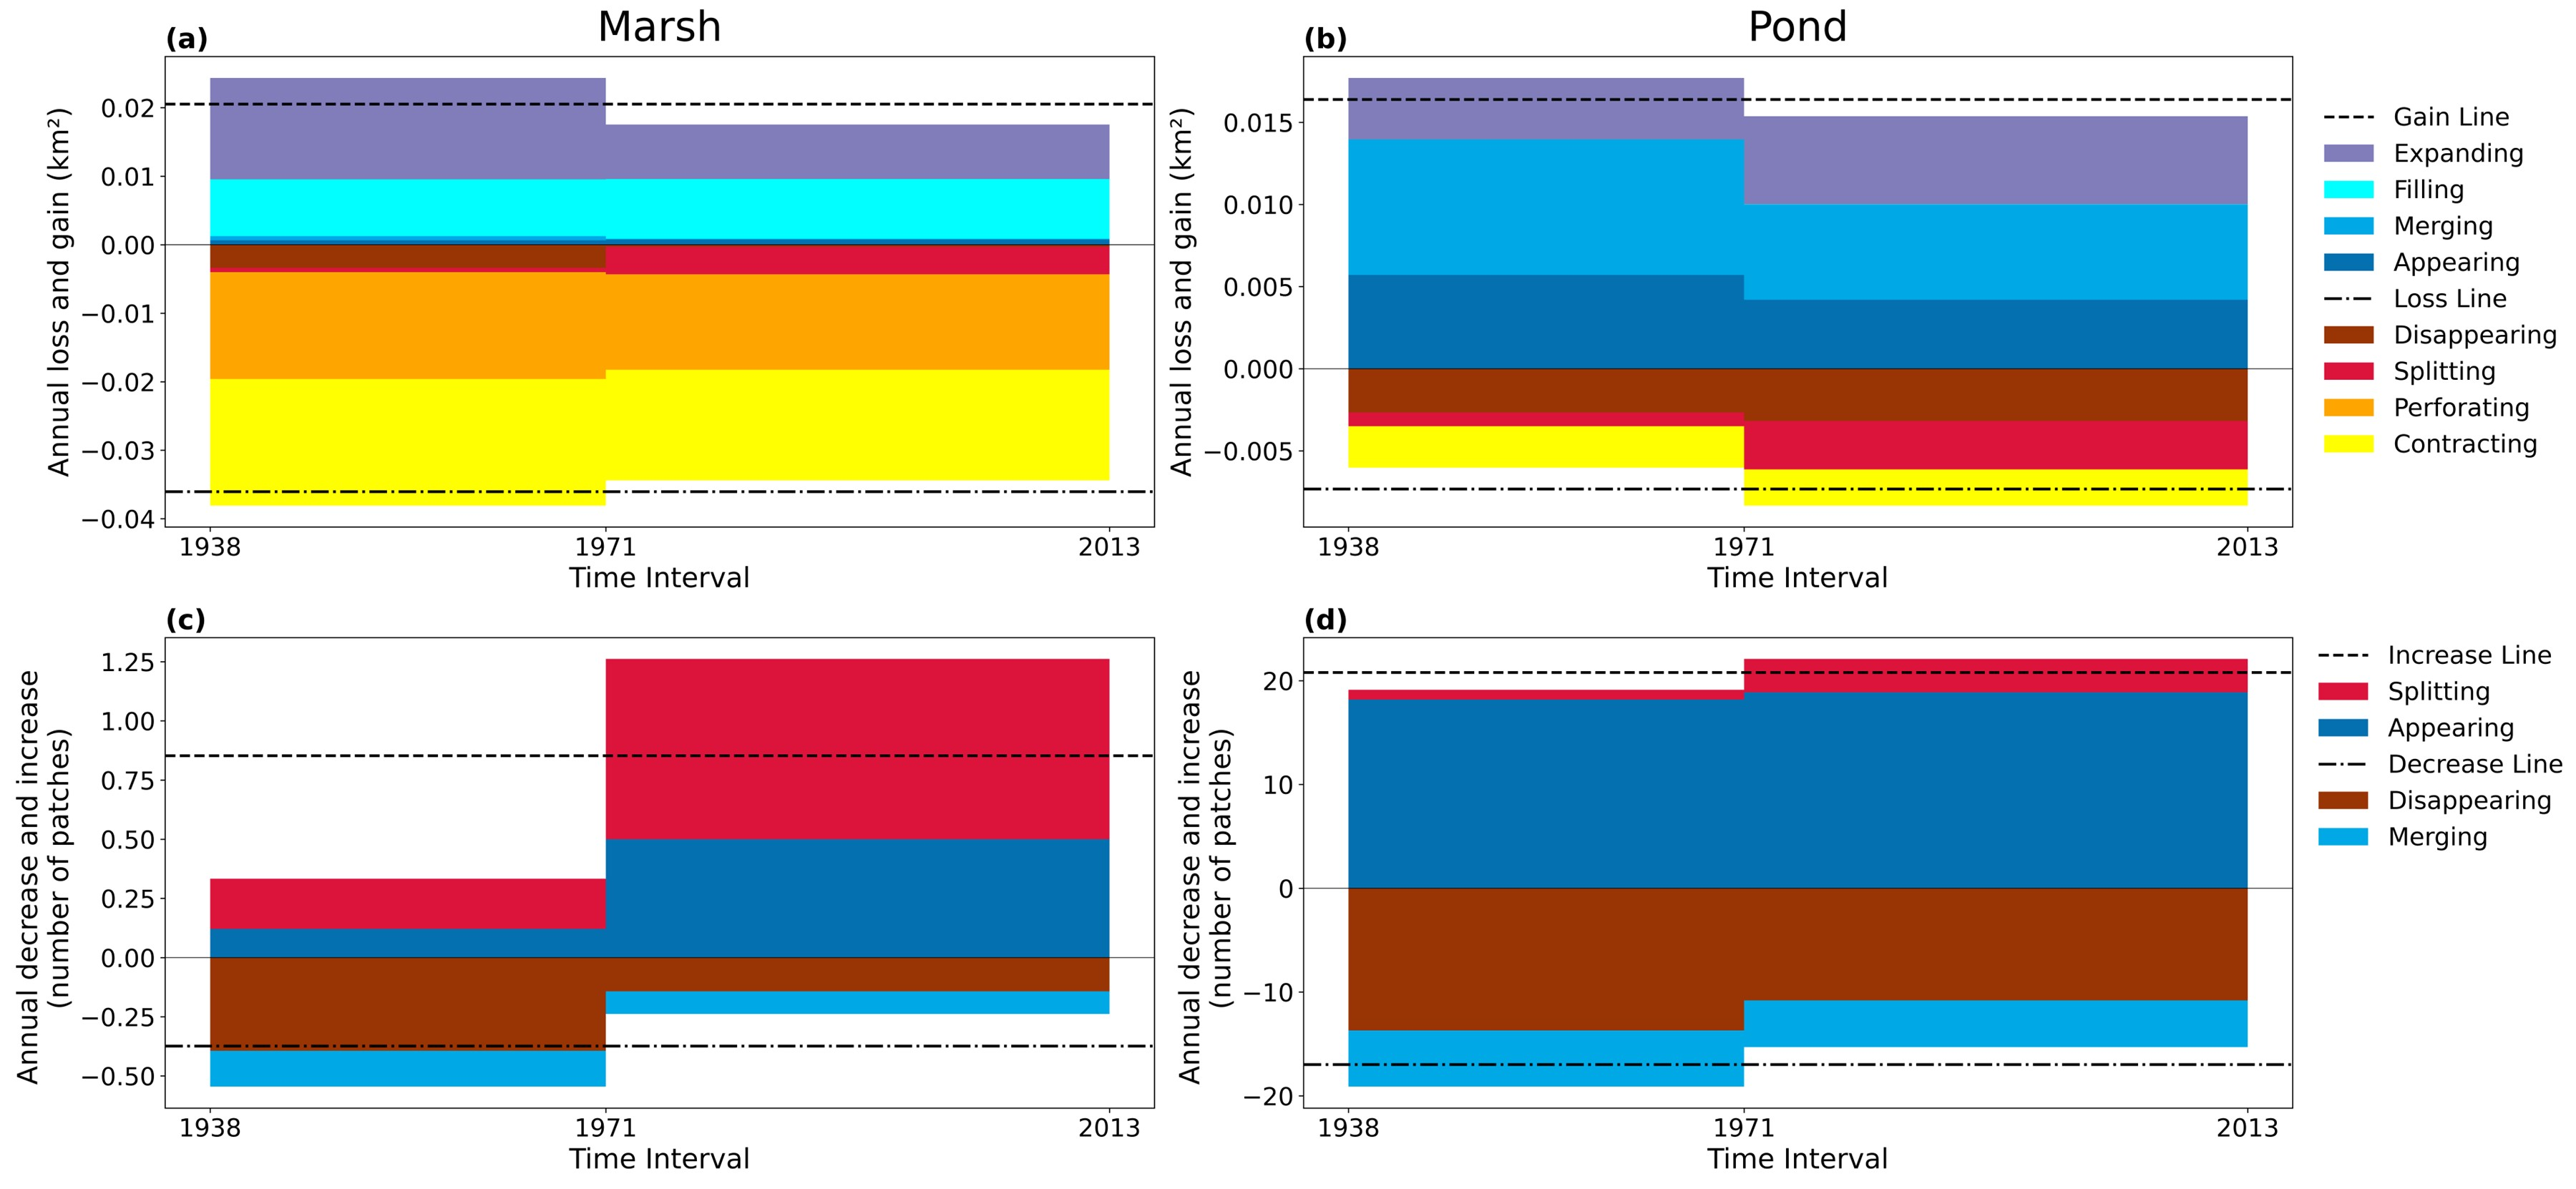 Marsh
Pond
(a)
(b)
Annual loss and gain (km²)
0.02
0.01
0.00
−0.01
−0.02
−0.03
−0.04
1938
1971
2013
Time Interval
Annual loss and gain (km²)
0.015
0.010
0.005
0.000
−0.005
1938
1971
2013
Time Interval
Gain Line
Expanding
Filling
Merging
Appearing
Loss Line
Disappearing
Splitting
Perforating
Contracting
(c)
(d)
Annual decrease and increase
(number of patches)
1.25
1.00
0.75
0.50
0.25
0.00
−0.25
−0.50
1938
1971
2013
Time Interval
Annual decrease and increase
(number of patches)
20
10
0
−10
−20
1938
1971
2013
Time Interval
Increase Line
Splitting
Appearing
Decrease Line
Disappearing
Merging